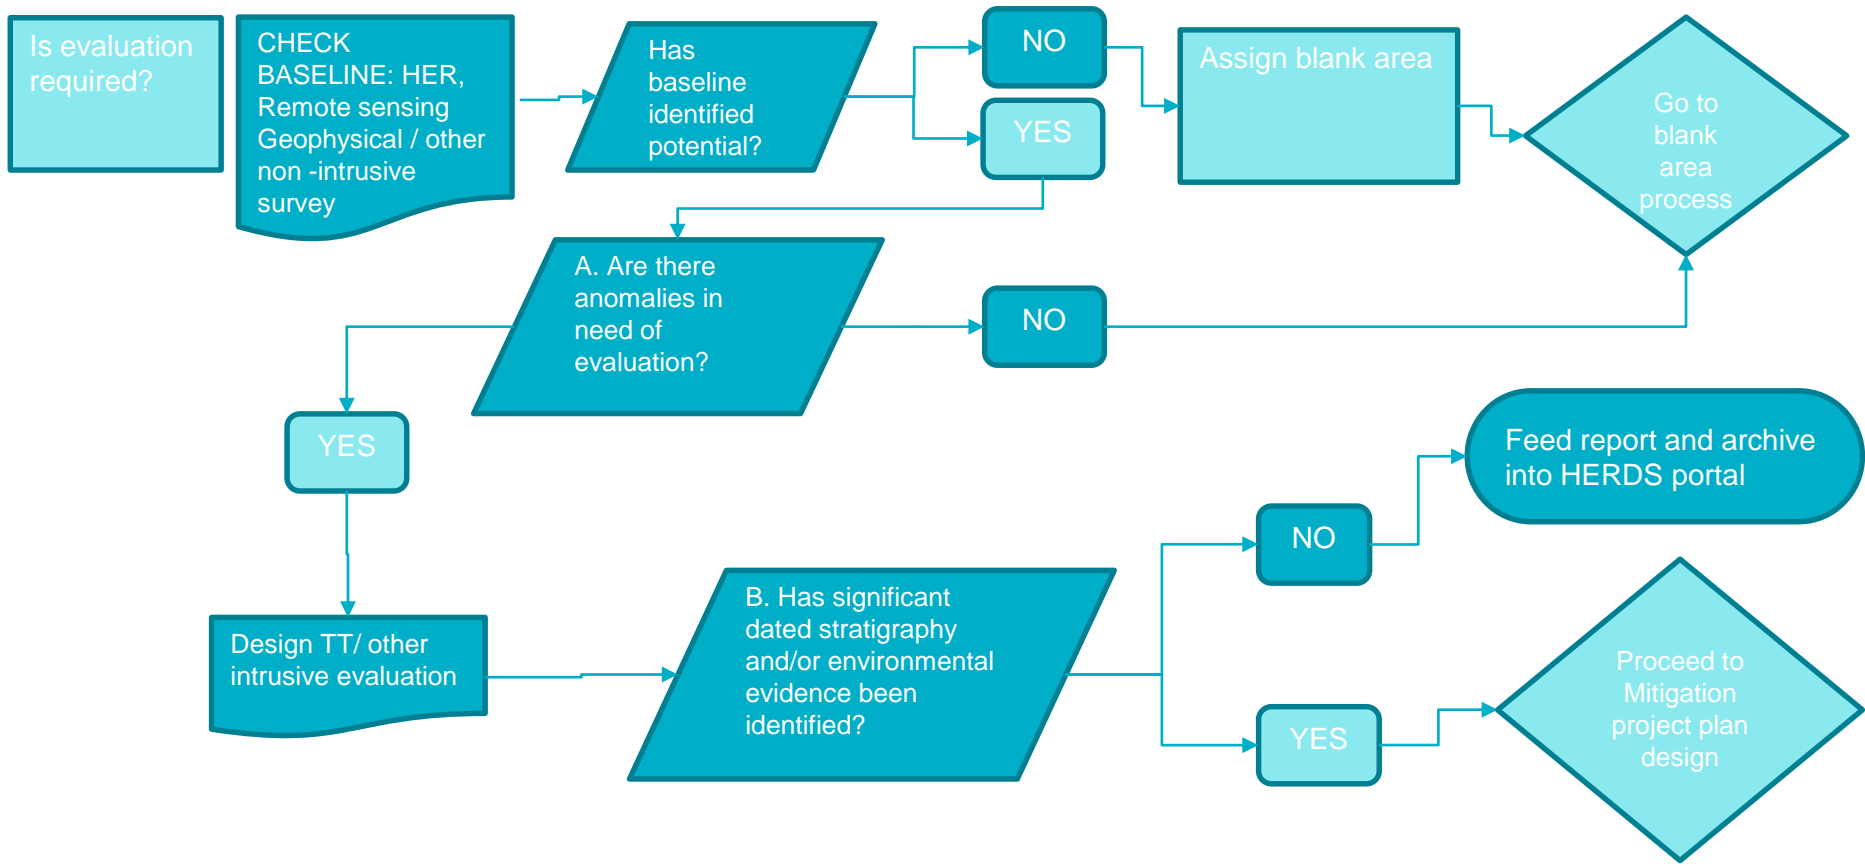 Is evaluation
required?
CHECK
BASELINE: HER,
Remote sensing
Geophysical / other
non -intrusive
survey
Has
baseline
identified
potential?
NO
YES
Assign blank area
Go to
blank
area
process
A. Are there
anomalies in
need of
evaluation?
NO
YES
Design TT/ other
intrusive evaluation
B. Has significant
dated stratigraphy
and/or environmental
evidence been
identified?
NO
YES
Feed report and archive
into HERDS portal
Proceed to
Mitigation
project plan
design